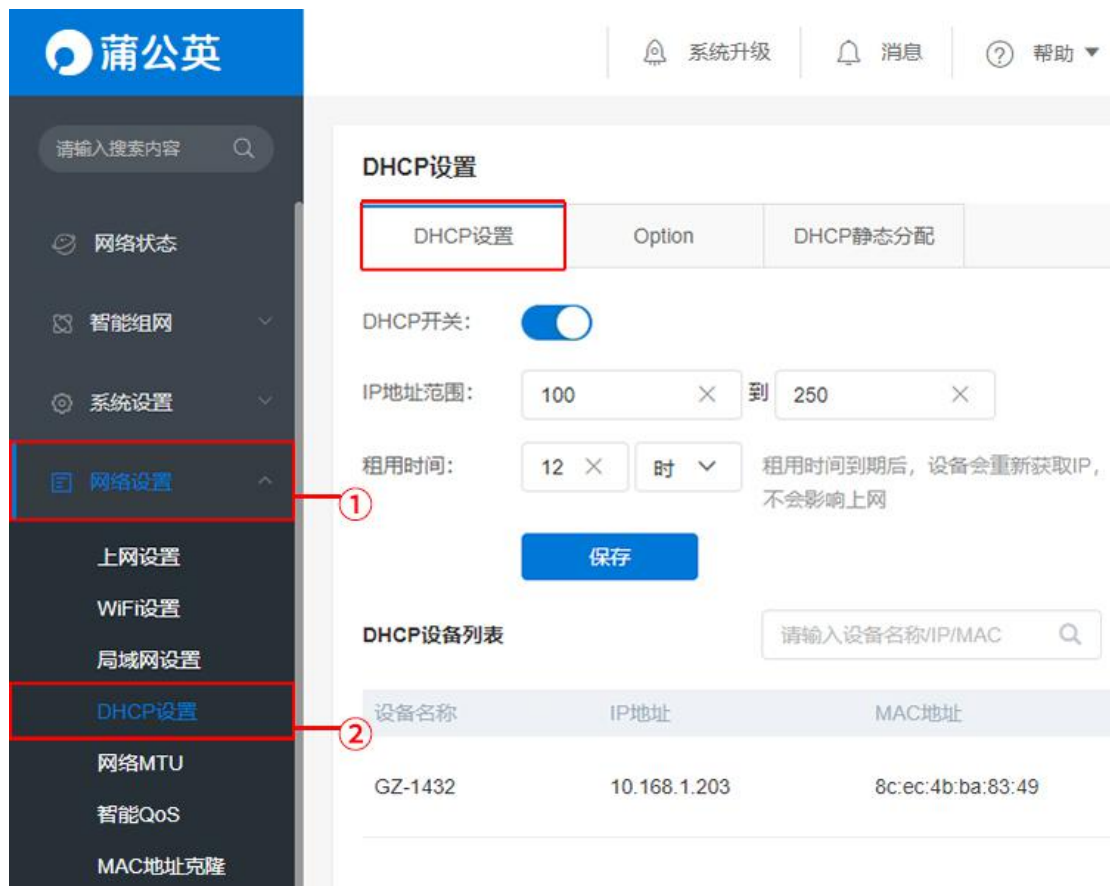 蒲公英
系统升级
消息
帮助
请输入搜索内容
网络状态
智能组网
系统设置
网络设置
①
上网设置
WiFi设置
局域网设置
DHCP设置
②
网络MTU
智能QoS
MAC地址克隆
DHCP设置
DHCP设置 Option DHCP静态分配
DHCP开关:
IP地址范围: 100 到 250
租用时间: 12 时 租用时间到期后，设备会重新获取IP，
不会影响上网
保存
DHCP设备列表 请输入设备名称/IP/MAC
设备名称 IP地址 MAC地址
GZ-1432 10.168.1.203 8c:ec:4b:ba:83:49